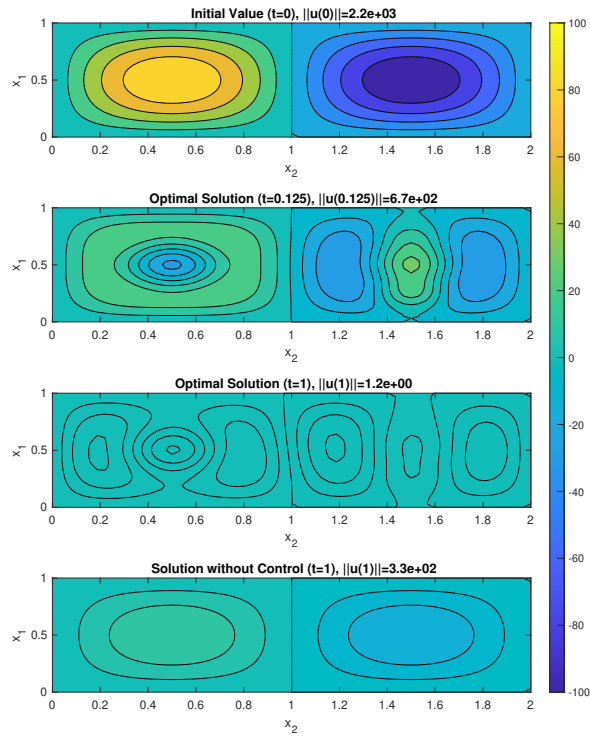 Initial Value (t=0), ||u(0)||=2.2e+03
1
0.5
0
x1
0 0.2 0.4 0.6 0.8 1 1.2 1.4 1.6 1.8 2
x2
Optimal Solution (t=0.125), ||u(0.125)||=6.7e+02
1
0.5
0
x1
0 0.2 0.4 0.6 0.8 1 1.2 1.4 1.6 1.8 2
x2
Optimal Solution (t=1), ||u(1)||=1.2e+00
1
0.5
0
x1
0 0.2 0.4 0.6 0.8 1 1.2 1.4 1.6 1.8 2
x2
Solution without Control (t=1), ||u(1)||=3.3e+02
1
0.5
0
x1
0 0.2 0.4 0.6 0.8 1 1.2 1.4 1.6 1.8 2
x2
100
80
60
40
20
0
-20
-40
-60
-80
-100